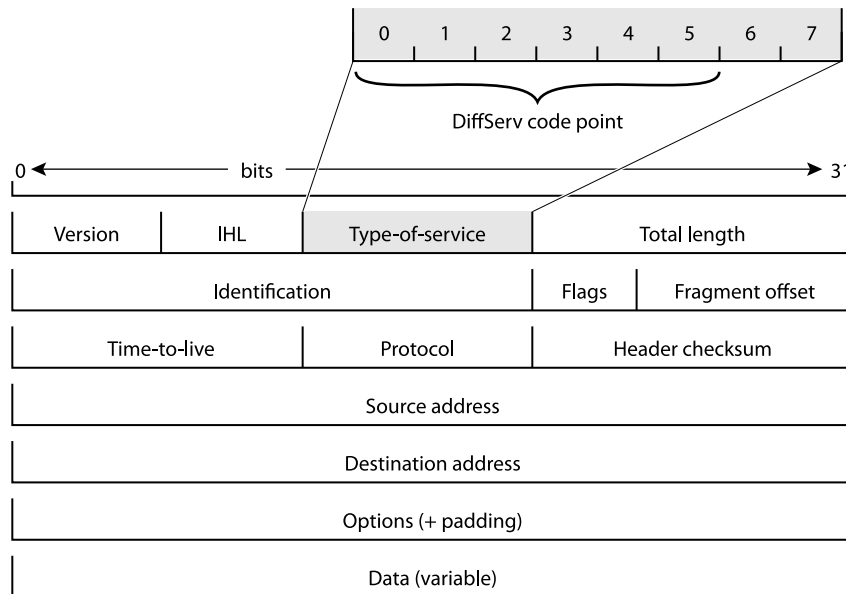 0 1 2 3 4 5 6 7
DiffServ code point
0 bits 31
Version IHL Type-of-service Total length
Identification Flags Fragment offset
Time-to-live Protocol Header checksum
Source address
Destination address
Options (+ padding)
Data (variable)